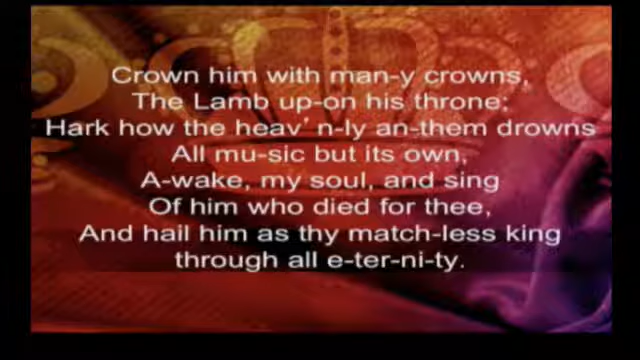 Crown him with man-y crowns,
The Lamb up-on his throne;
Hark how the heav' n-ly an-them drowns
All mu-sic but its own,
A-wake, my soul, and sing
Of him who died for thee,
And hail him as thy match-less king
through all e-ter-ni-ty.